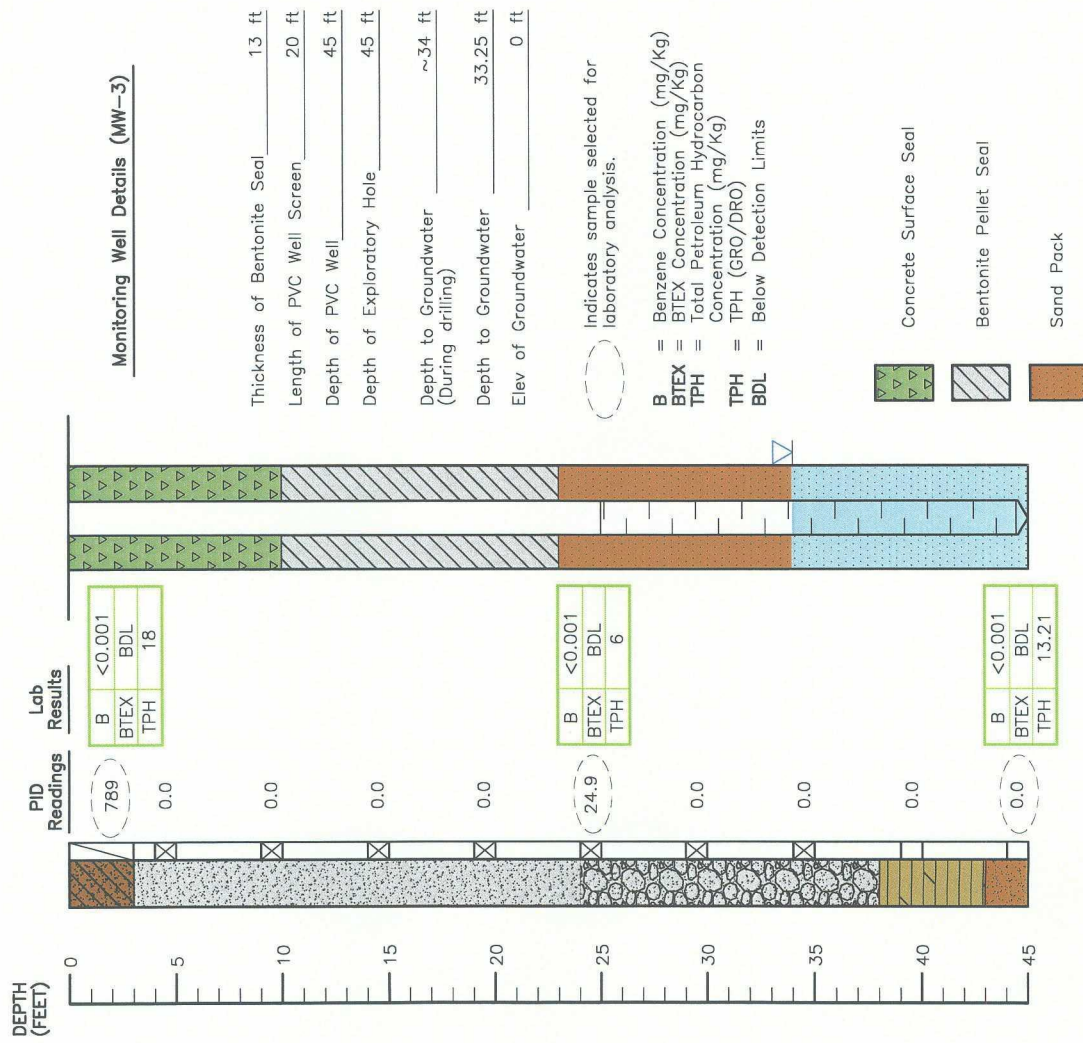 DEPTH
(FEET)
0
5
10
15
20
25
30
35
40
45
PID
Readings
789
0.0
0.0
0.0
0.0
24.9
0.0
0.0
0.0
0.0
Lab
Results
B <0.001
BTEX BDL
TPH 18
B <0.001
BTEX BDL
TPH 6
B <0.001
BTEX BDL
TPH 13.21
Monitoring Well Details (MW-3)
Thickness of Bentonite Seal 13 ft
Length of PVC Well Screen 20 ft
Depth of PVC Well 45 ft
Depth of Exploratory Hole 45 ft
Depth to Groundwater ~34 ft
(During drilling)
Depth to Groundwater 33.25 ft
Elev of Groundwater 0 ft
Indicates sample selected for
laboratory analysis.
B = Benzene Concentration (mg/Kg)
BTEX = BTEX Concentration (mg/Kg)
TPH = Total Petroleum Hydrocarbon
Concentration (mg/Kg)
TPH = TPH (GRO/DRO)
BDL = Below Detection Limits
Concrete Surface Seal
Bentonite Pellet Seal
Sand Pack